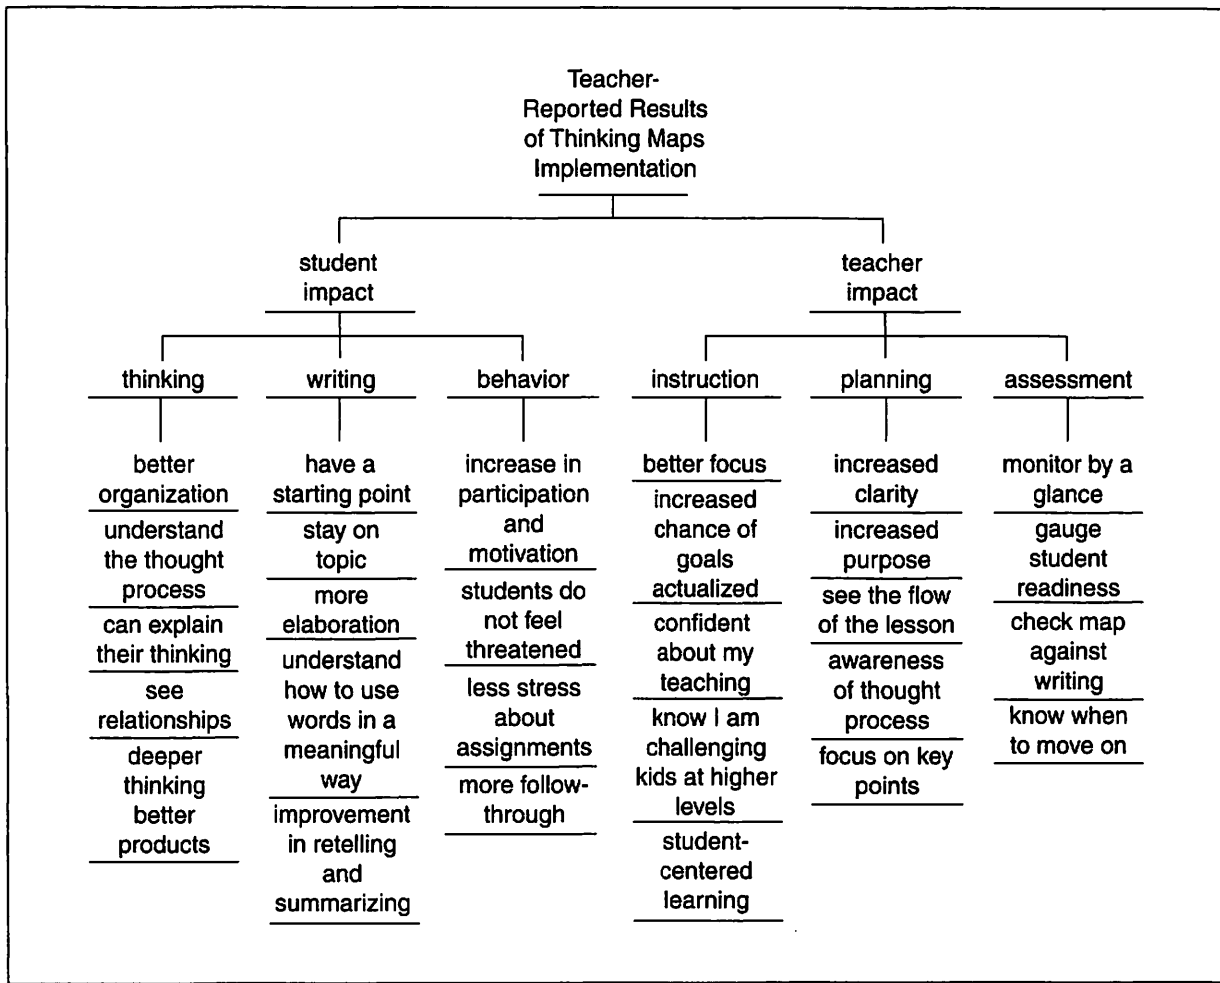 Teacher-
Reported Results
of Thinking Maps
Implementation
student
impact
teacher
impact
thinking
writing
behavior
instruction
planning
assessment
better
organization
understand
the thought
process
can explain
their thinking
see
relationships
deeper
thinking
better
products
have a
starting point
stay on
topic
more
elaboration
understand
how to use
words in a
meaningful
way
improvement
in retelling
and
summarizing
increase in
participation
and
motivation
students do
not feel
threatened
less stress
about
assignments
more follow-
through
better focus
increased
chance of
goals
actualized
confident
about my
teaching
know I am
challenging
kids at higher
levels
student-
centered
learning
increased
clarity
increased
purpose
see the flow
of the lesson
awareness
of thought
process
focus on key
points
monitor by a
glance
gauge
student
readiness
check map
against
writing
know when
to move on